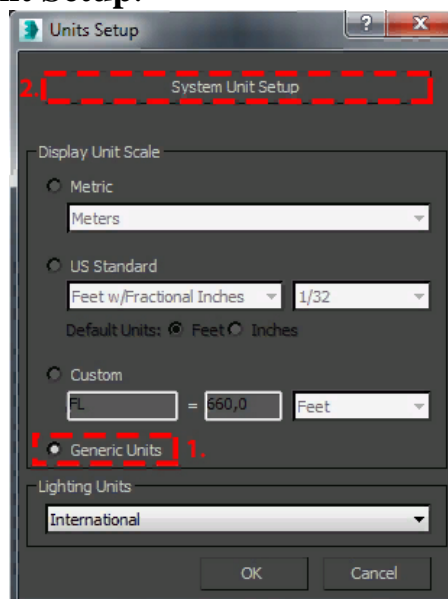 nit Setup.
Units Setup
2. System Unit Setup
Display Unit Scale
Metric
Meters
US Standard
Feet w/Fractional Inches 1/32
Default Units: Feet Inches
Custom
FL = 660,0 Feet
Generic Units 1.
Lighting Units
International
OK Cancel